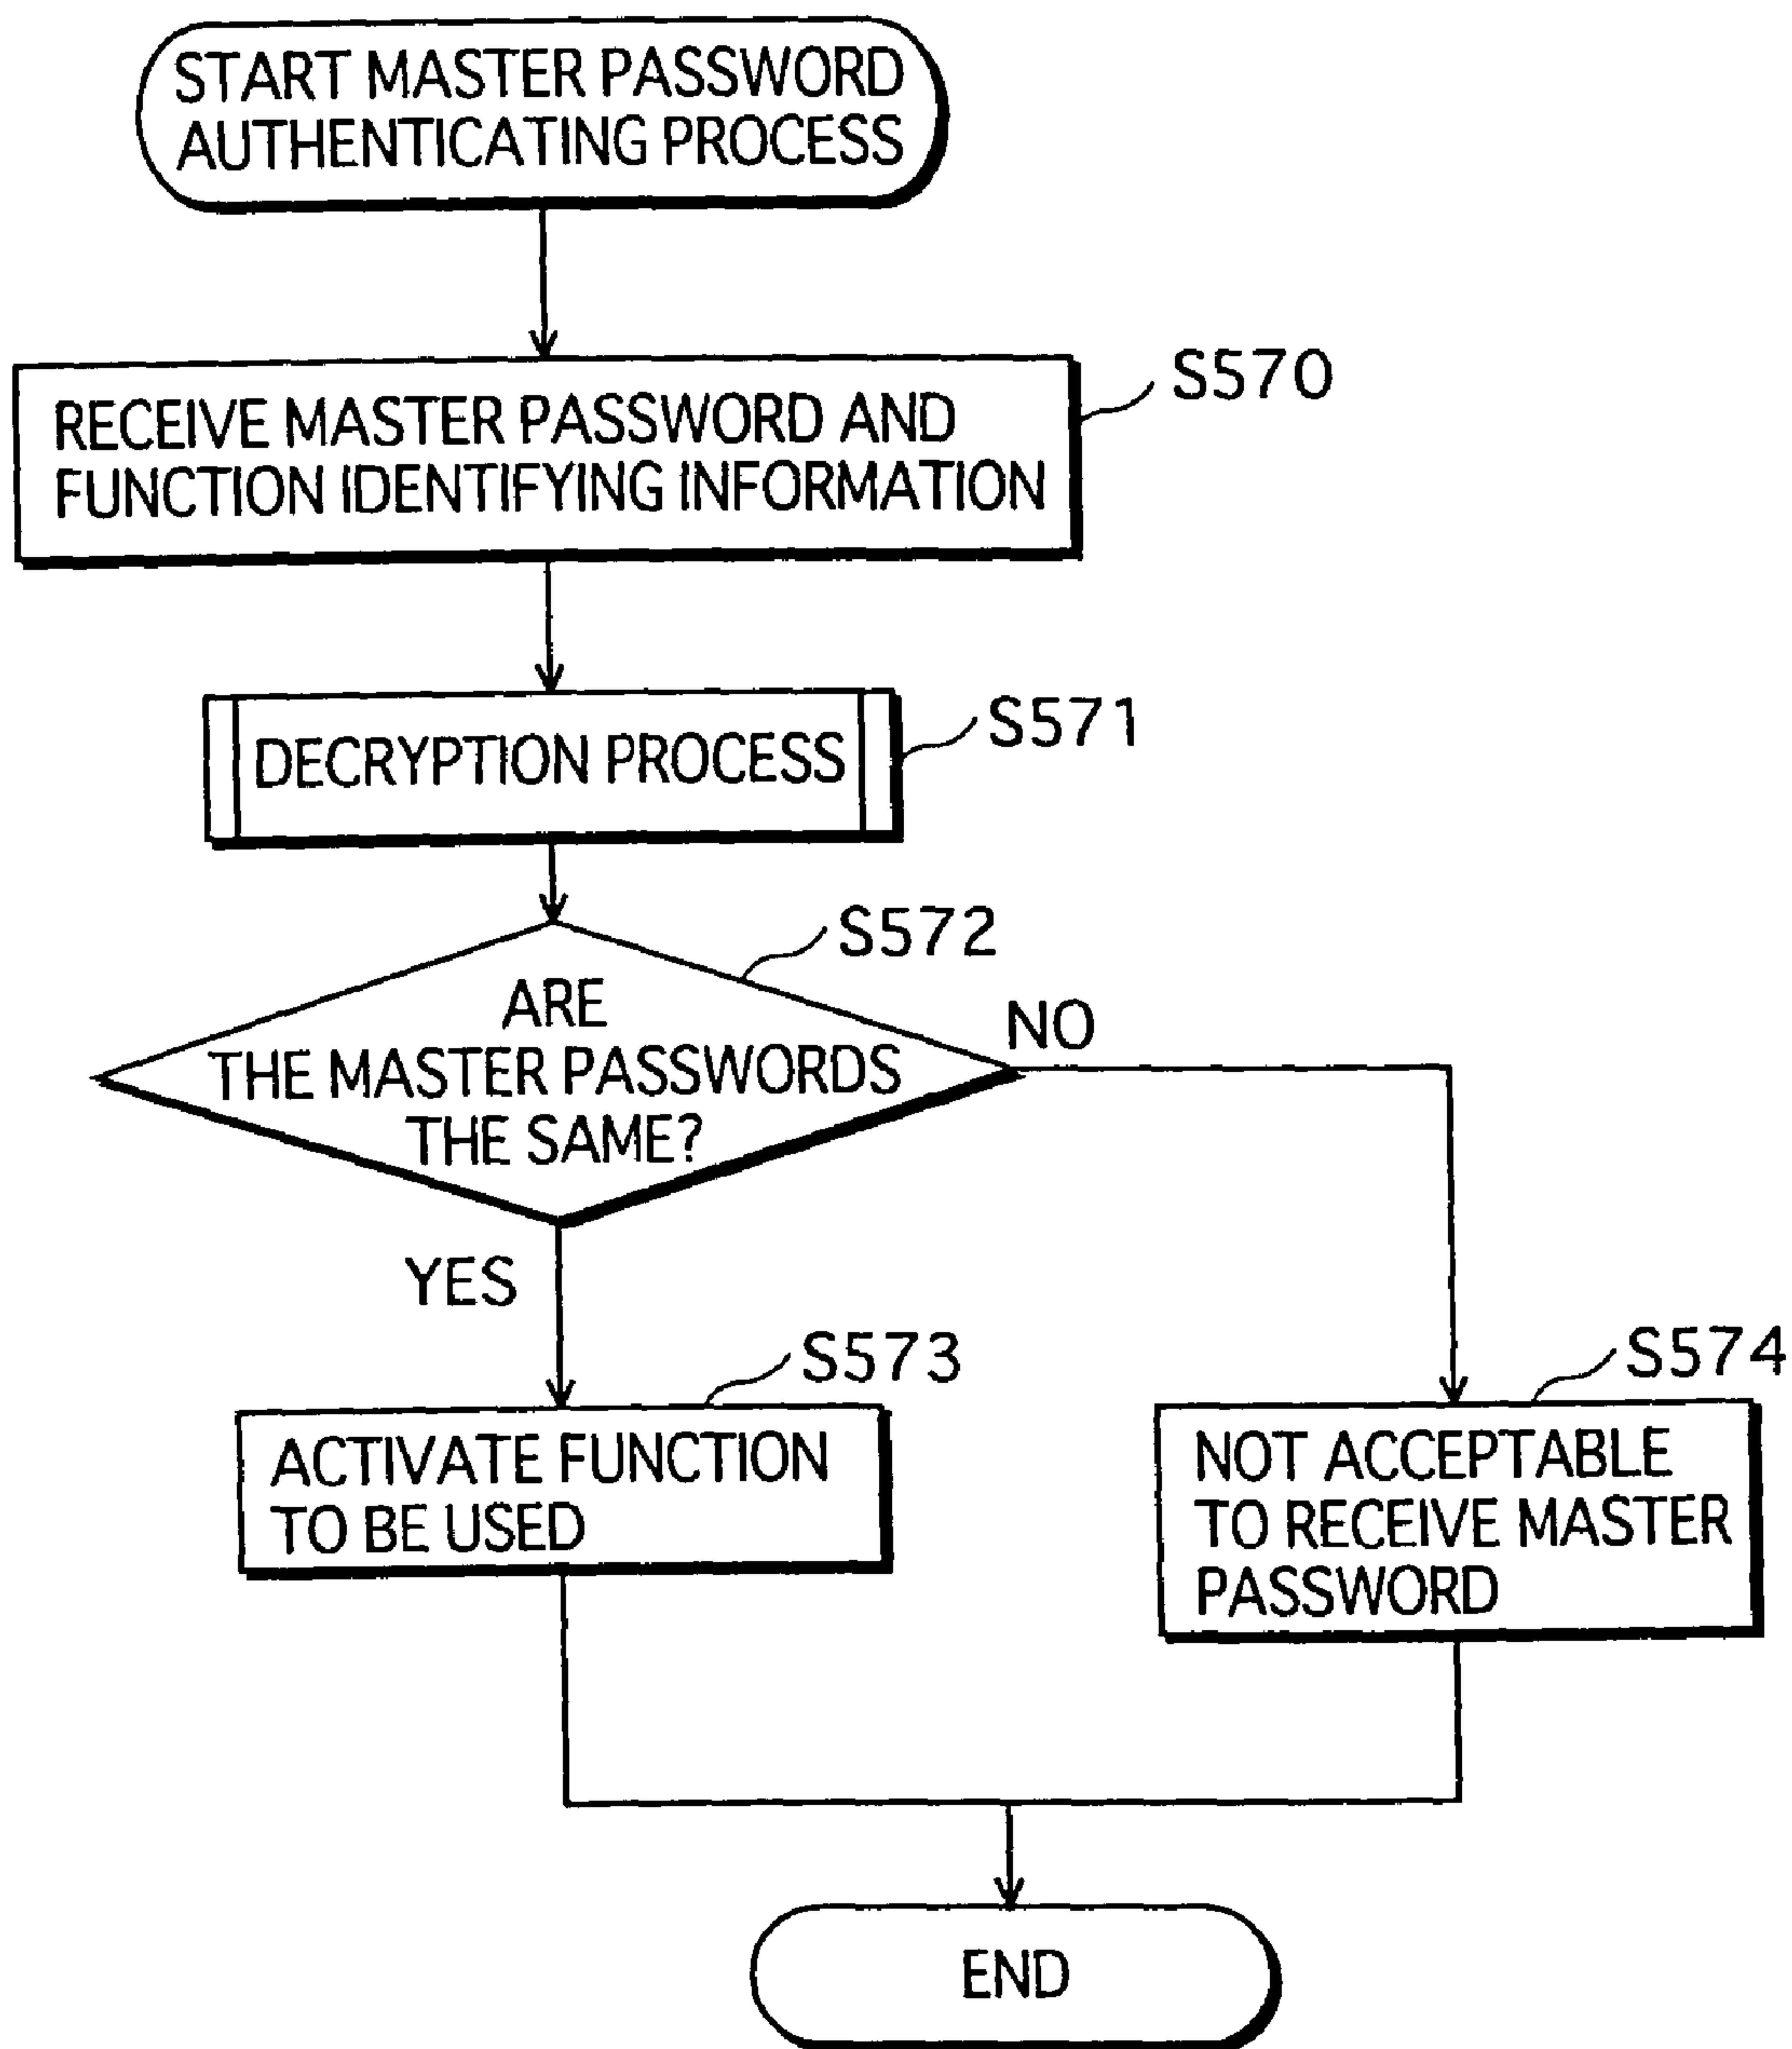 START MASTER PASSWORD
AUTHENTICATING PROCESS
S570
RECEIVE MASTER PASSWORD AND
FUNCTION IDENTIFYING INFORMATION
S571
DECRYPTION PROCESS
S572
ARE
THE MASTER PASSWORDS
THE SAME?
NO
YES
S573
ACTIVATE FUNCTION
TO BE USED
S574
NOT ACCEPTABLE
TO RECEIVE MASTER
PASSWORD
END